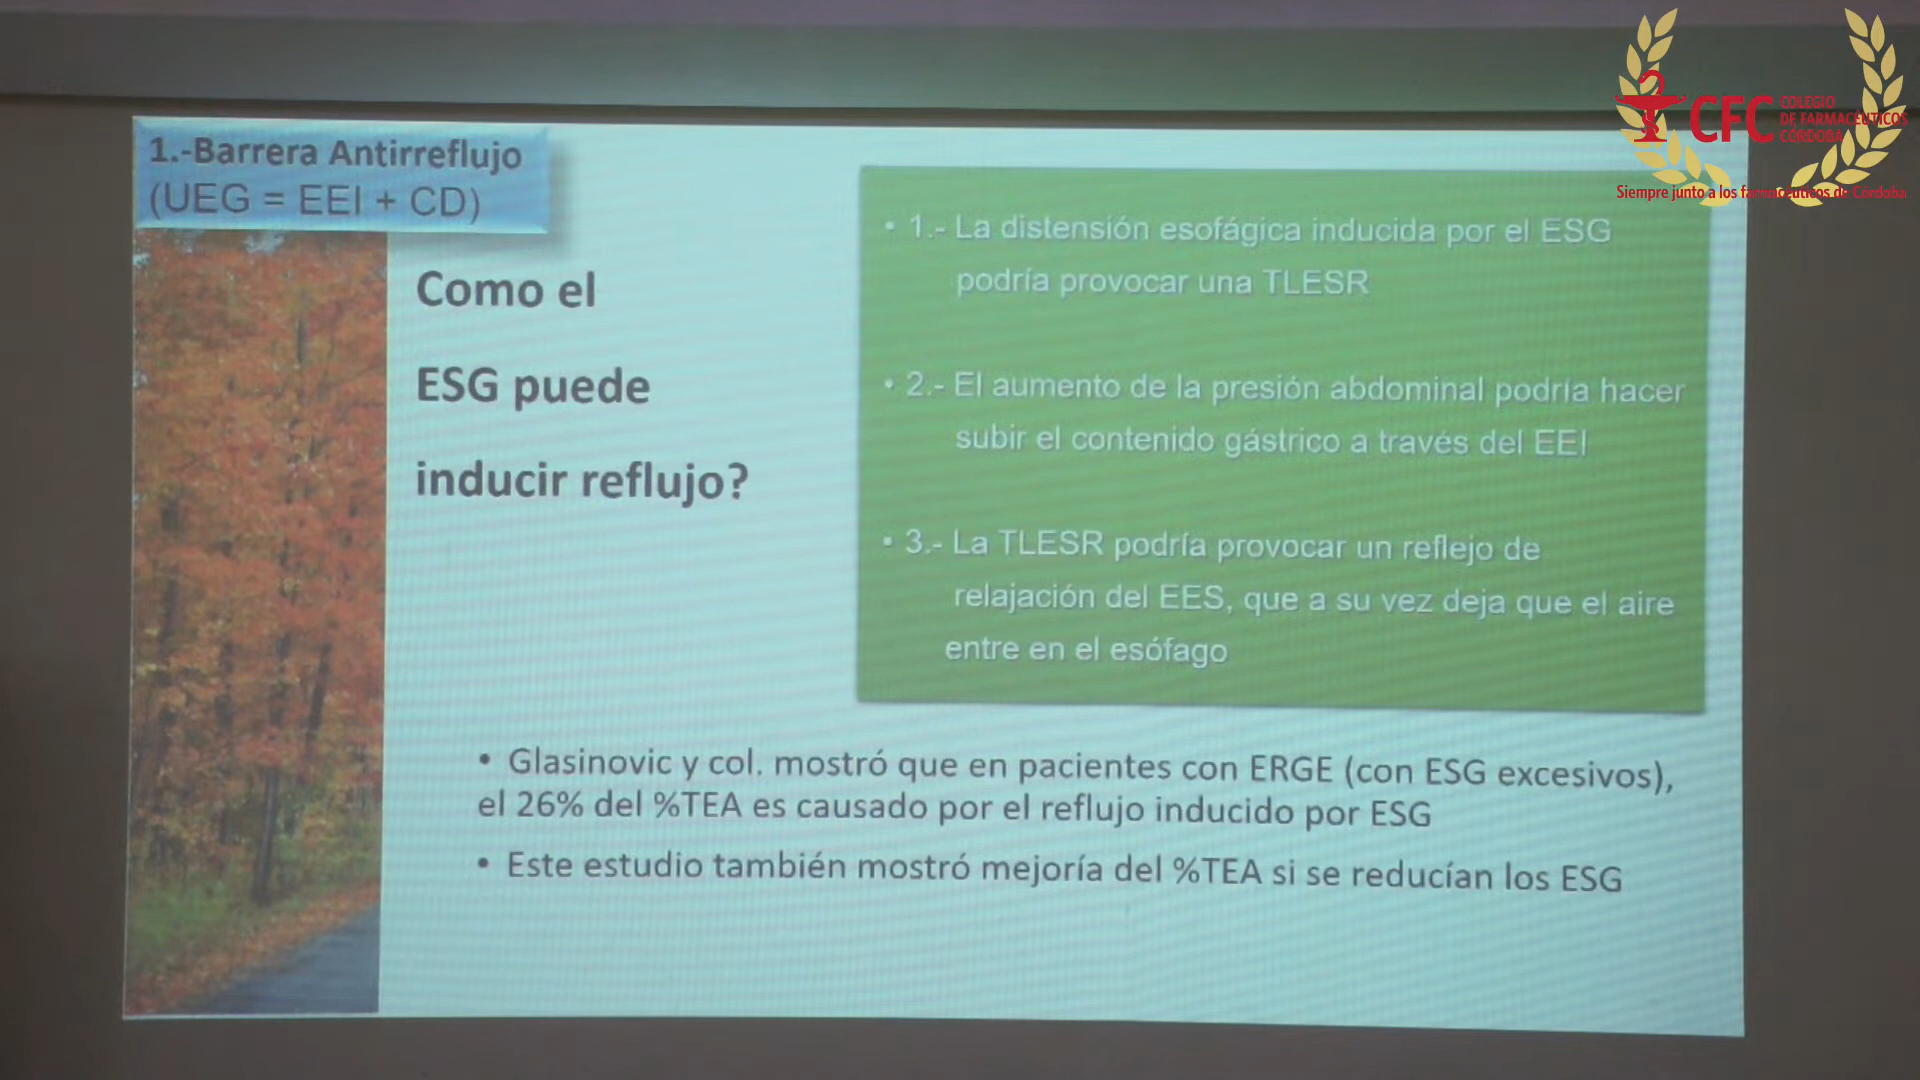 1.-Barrera Antirreflujo
(UEG = EEI + CD)
Como el
ESG puede
inducir reflujo?
• 1.- La distensión esofágica inducida por el ESG
podría provocar una TLESR
• 2.- El aumento de la presión abdominal podría hacer
subir el contenido gástrico a través del EEI
• 3.- La TLESR podría provocar un reflejo de
relajación del EES, que a su vez deja que el aire
entre en el esófago
• Glasinovic y col. mostró que en pacientes con ERGE (con ESG excesivos),
el 26% del %TEA es causado por el reflujo inducido por ESG
• Este estudio también mostró mejoría del %TEA si se reducían los ESG
CFC
COLEGIO
DE FARMACÉUTICOS
CÓRDOBA
Siempre junto a los farmacéuticos de Córdoba